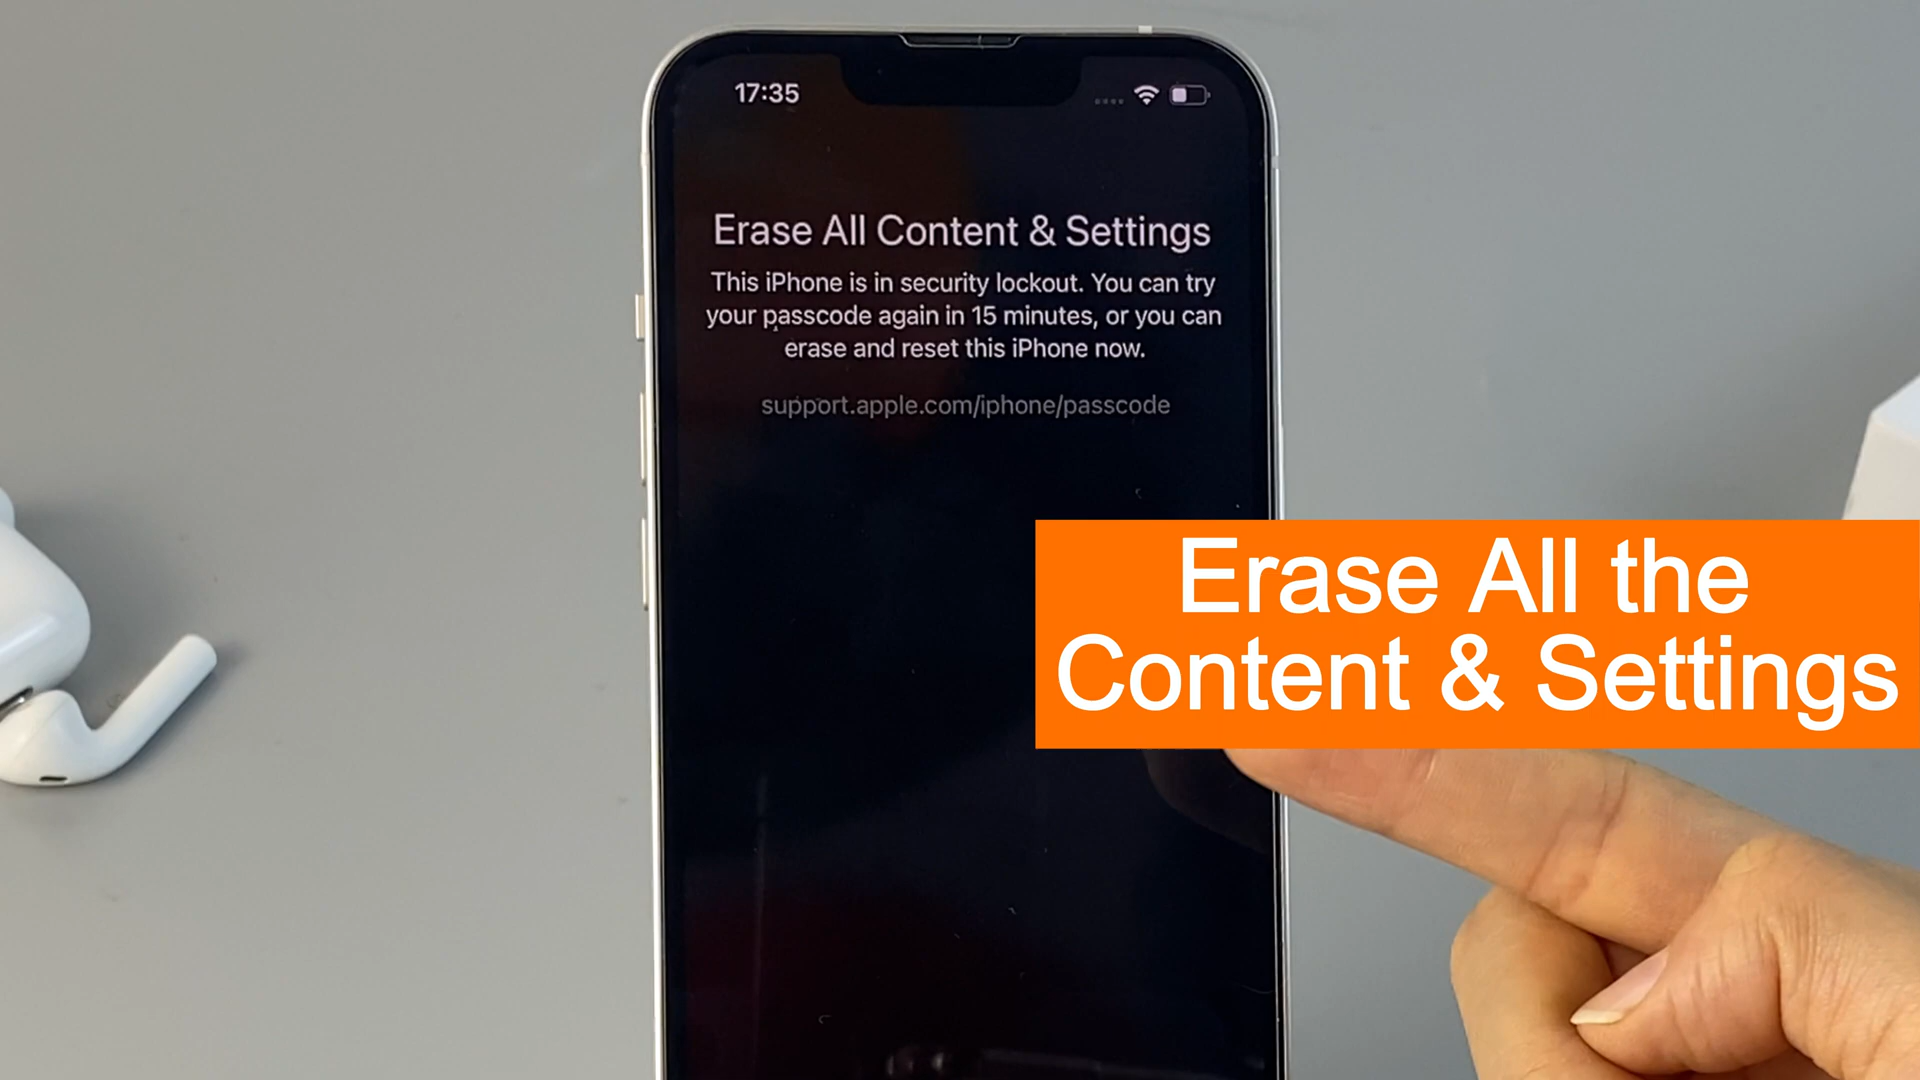 17:35
Erase All Content & Settings
This iPhone is in security lockout. You can try
your passcode again in 15 minutes, or you can
erase and reset this iPhone now.
support.apple.com/iphone/passcode
Erase All the
Content & Settings